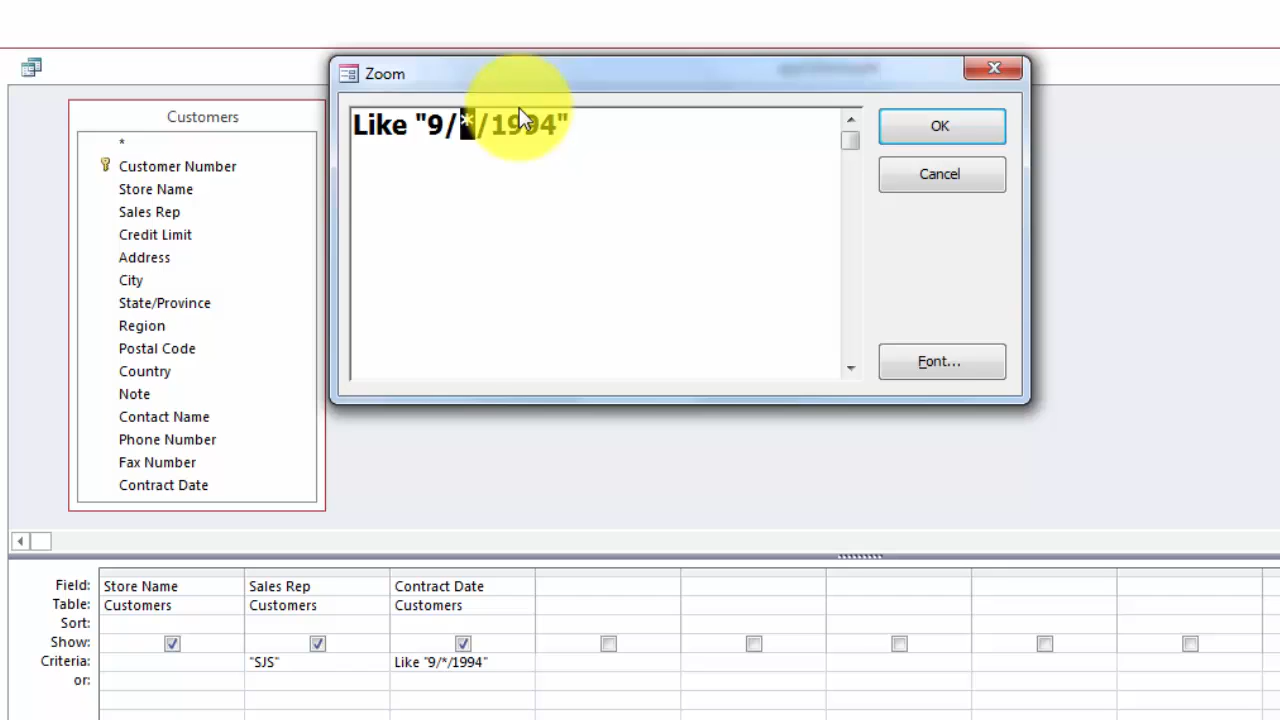 Zoom
Like "9/*/1994"
OK
Cancel
Font...
Customers
*
Customer Number
Store Name
Sales Rep
Credit Limit
Address
City
State/Province
Region
Postal Code
Country
Note
Contact Name
Phone Number
Fax Number
Contract Date
Field: Store Name Sales Rep Contract Date
Table: Customers Customers Customers
Sort:
Show:
Criteria: "SJS" Like "9/*/1994"
or: